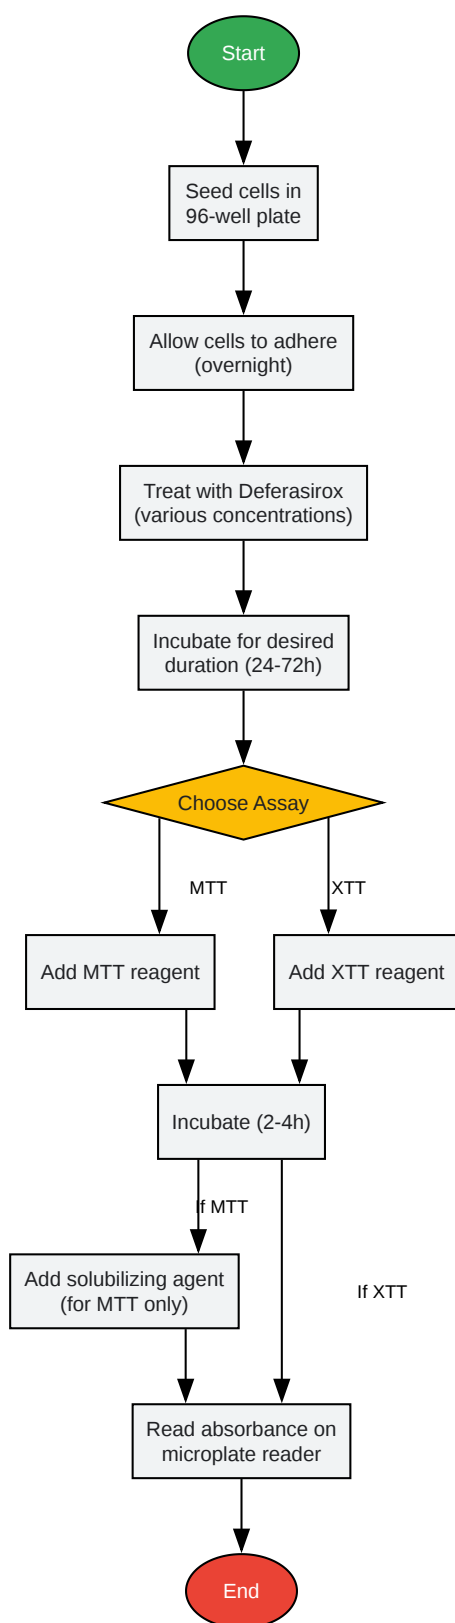 Start
Seed cells in
96-well plate
Allow cells to adhere
(overnight)
Treat with Deferasirox
(various concentrations)
Incubate for desired
duration (24-72h)
Choose Assay
MTT
XTT
Add MTT reagent
Add XTT reagent
Incubate (2-4h)
If MTT
Add solubilizing agent
(for MTT only)
If XTT
Read absorbance on
microplate reader
End